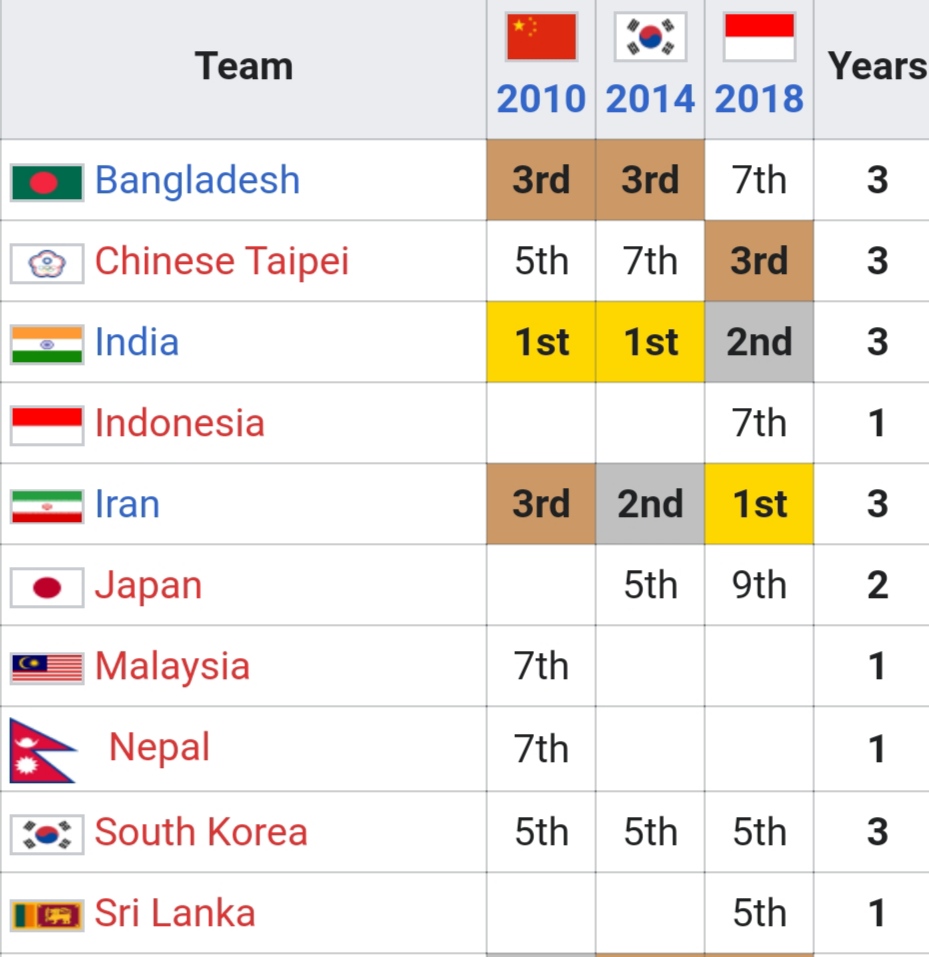 Team 2010 2014 2018 Years
Bangladesh 3rd 3rd 7th 3
Chinese Taipei 5th 7th 3rd 3
India 1st 1st 2nd 3
Indonesia 7th 1
Iran 3rd 2nd 1st 3
Japan 5th 9th 2
Malaysia 7th 1
Nepal 7th 1
South Korea 5th 5th 5th 3
Sri Lanka 5th 1